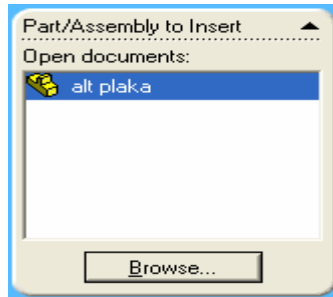 Part/Assembly to Insert
Open documents:
alt plaka
Browse...